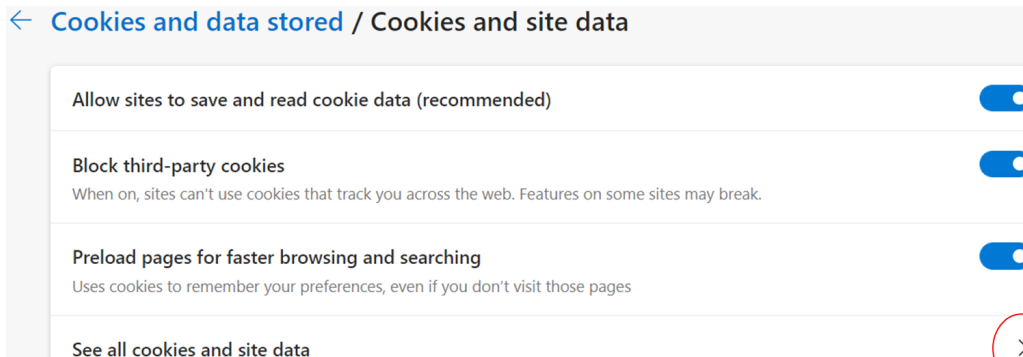 Cookies and data stored / Cookies and site data
Allow sites to save and read cookie data (recommended)
Block third-party cookies
When on, sites can't use cookies that track you across the web. Features on some sites may break.
Preload pages for faster browsing and searching
Uses cookies to remember your preferences, even if you don’t visit those pages
See all cookies and site data